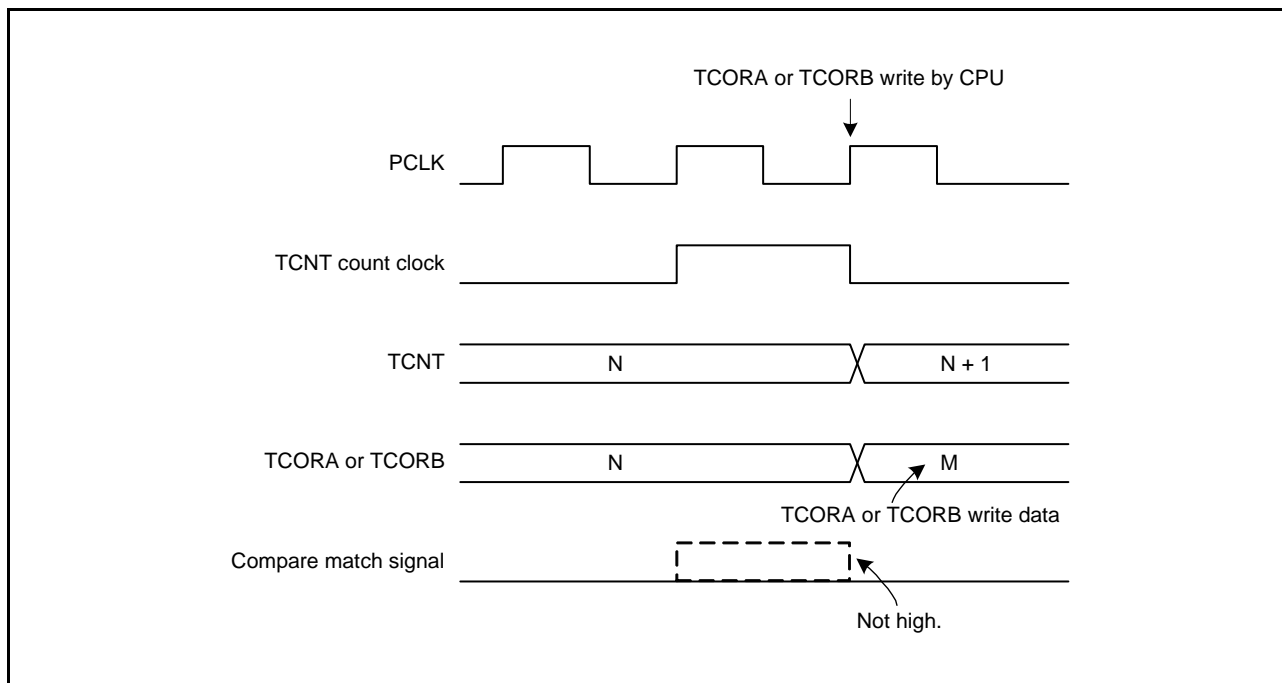 TCORA or TCORB write by CPU
PCLK
TCNT count clock
TCNT
N
N + 1
TCORA or TCORB
N
M
TCORA or TCORB write data
Compare match signal
Not high.